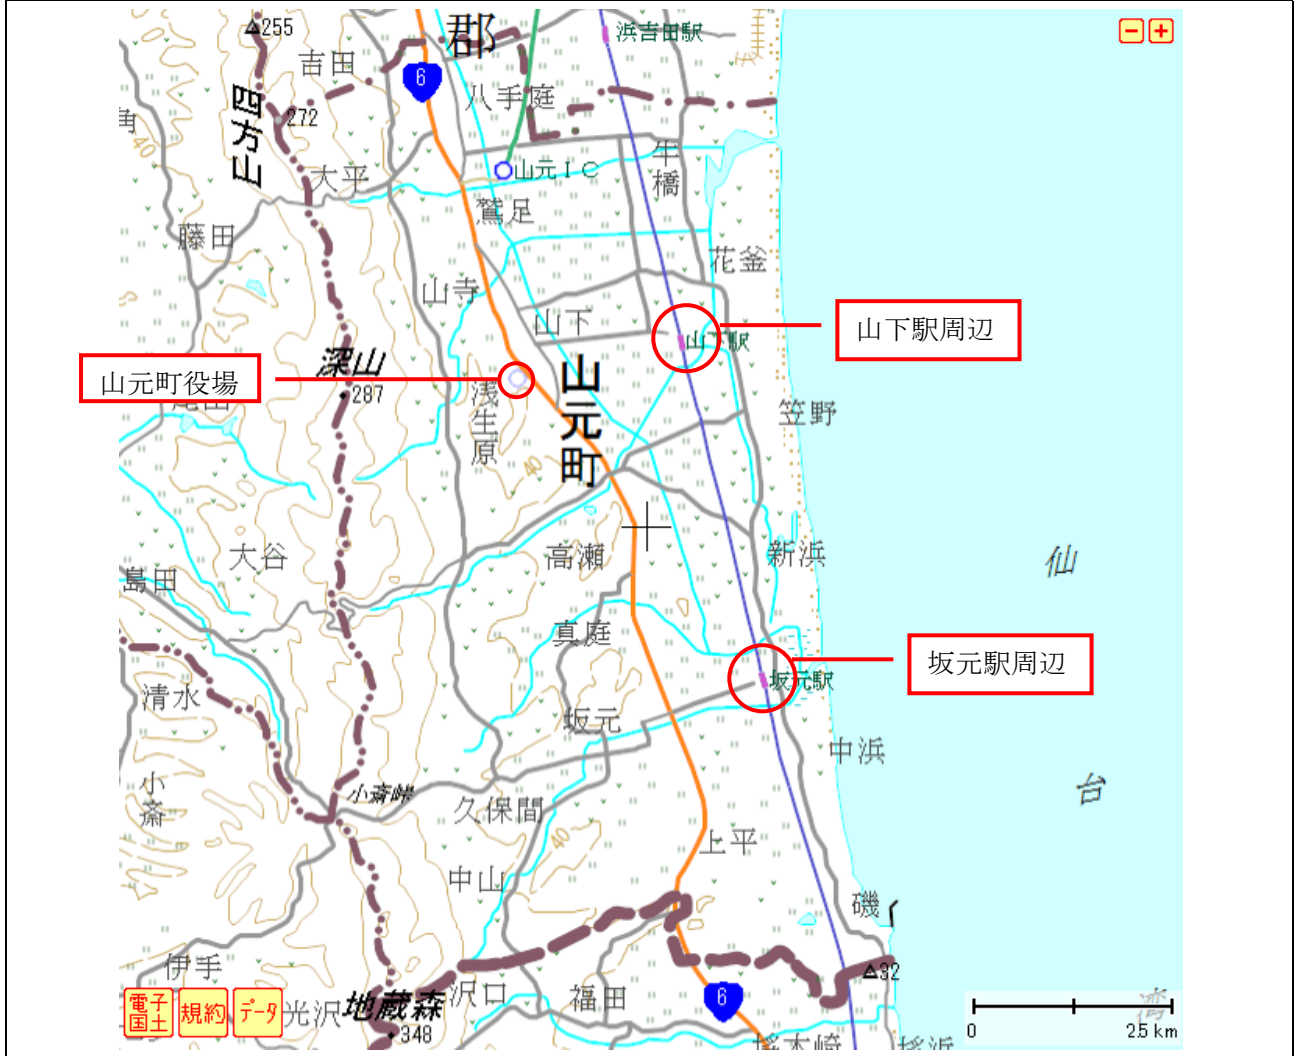 255
郡
浜吉田駅
吉田
6
八手庭
四方山
272
角
40
牛橋
大平
山元IC
鷲足
藤田
花釜
山寺
山下
山下駅
山下駅周辺
山元町役場
深山
287
浅生原
山元町
笠野
40
大谷
高瀬
新浜
仙
島田
真庭
坂元駅周辺
坂元駅
清水
坂元
中浜
小斎
小斎峠
久保間
台
40
上平
中山
磯
伊手
32
電子国土
規約
データ
光沢
地蔵森
348
沢口
福田
6
湾
0
25 km